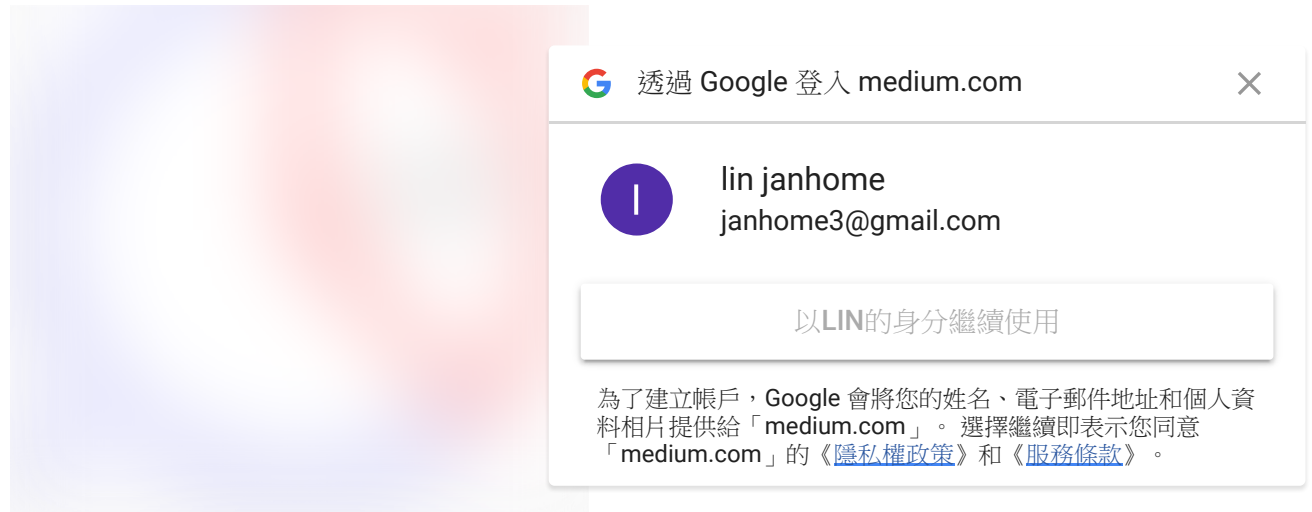 透過 Google 登入 medium.com
l
lin janhome
janhome3@gmail.com
以LIN的身分繼續使用
為了建立帳戶，Google 會將您的姓名、電子郵件地址和個人資
料相片提供給「medium.com」。 選擇繼續即表示您同意
「medium.com」的《隱私權政策》和《服務條款》。